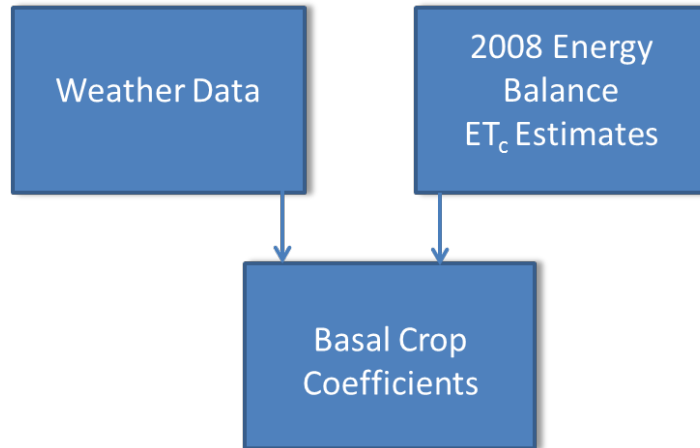 Weather Data
2008 Energy
Balance
ETc Estimates
Basal Crop
Coefficients